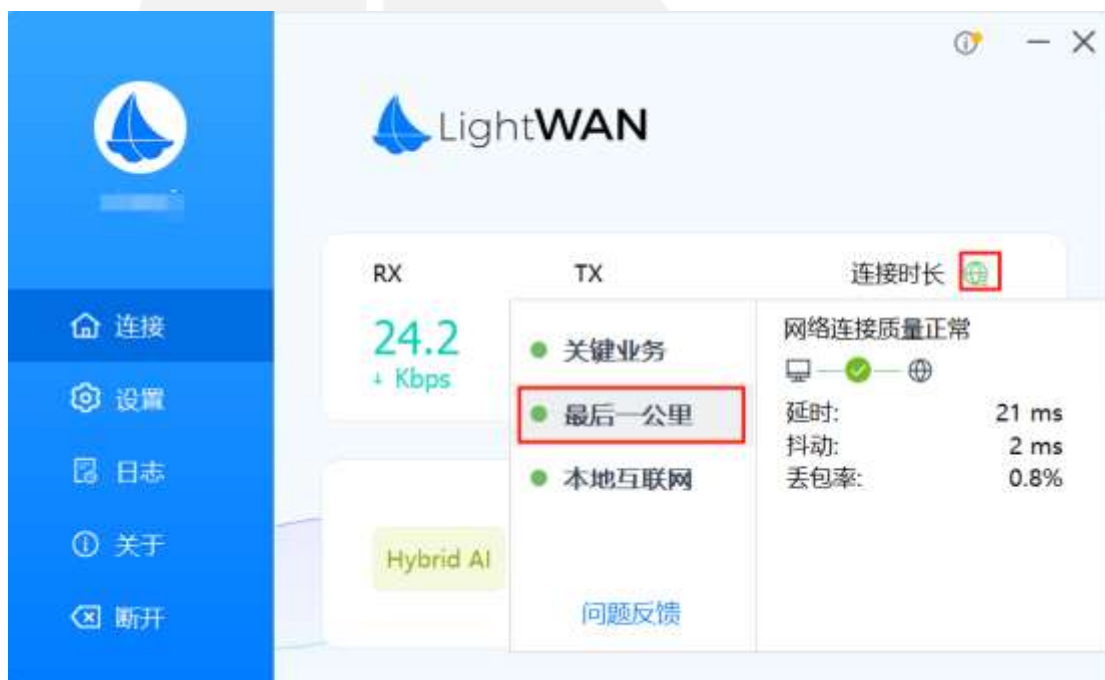 LightWAN
RX
TX
连接时长
连接
设置
日志
关于
断开
24.2
↓ Kbps
Hybrid AI
关键业务
最后一公里
本地互联网
问题反馈
网络连接质量正常
延时: 21 ms
抖动: 2 ms
丢包率: 0.8%